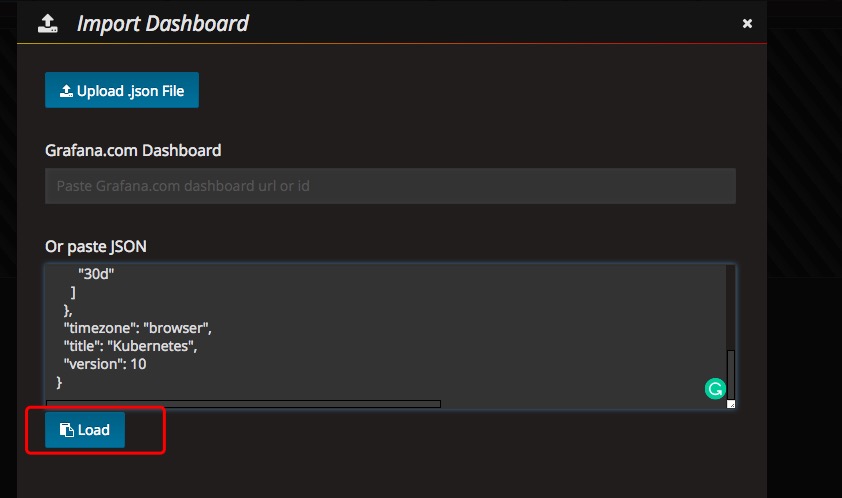 Import Dashboard
×
Upload .json File
Grafana.com Dashboard
Paste Grafana.com dashboard url or id
Or paste JSON
"30d"
]
},
"timezone": "browser",
"title": "Kubernetes",
"version": 10
}
Load